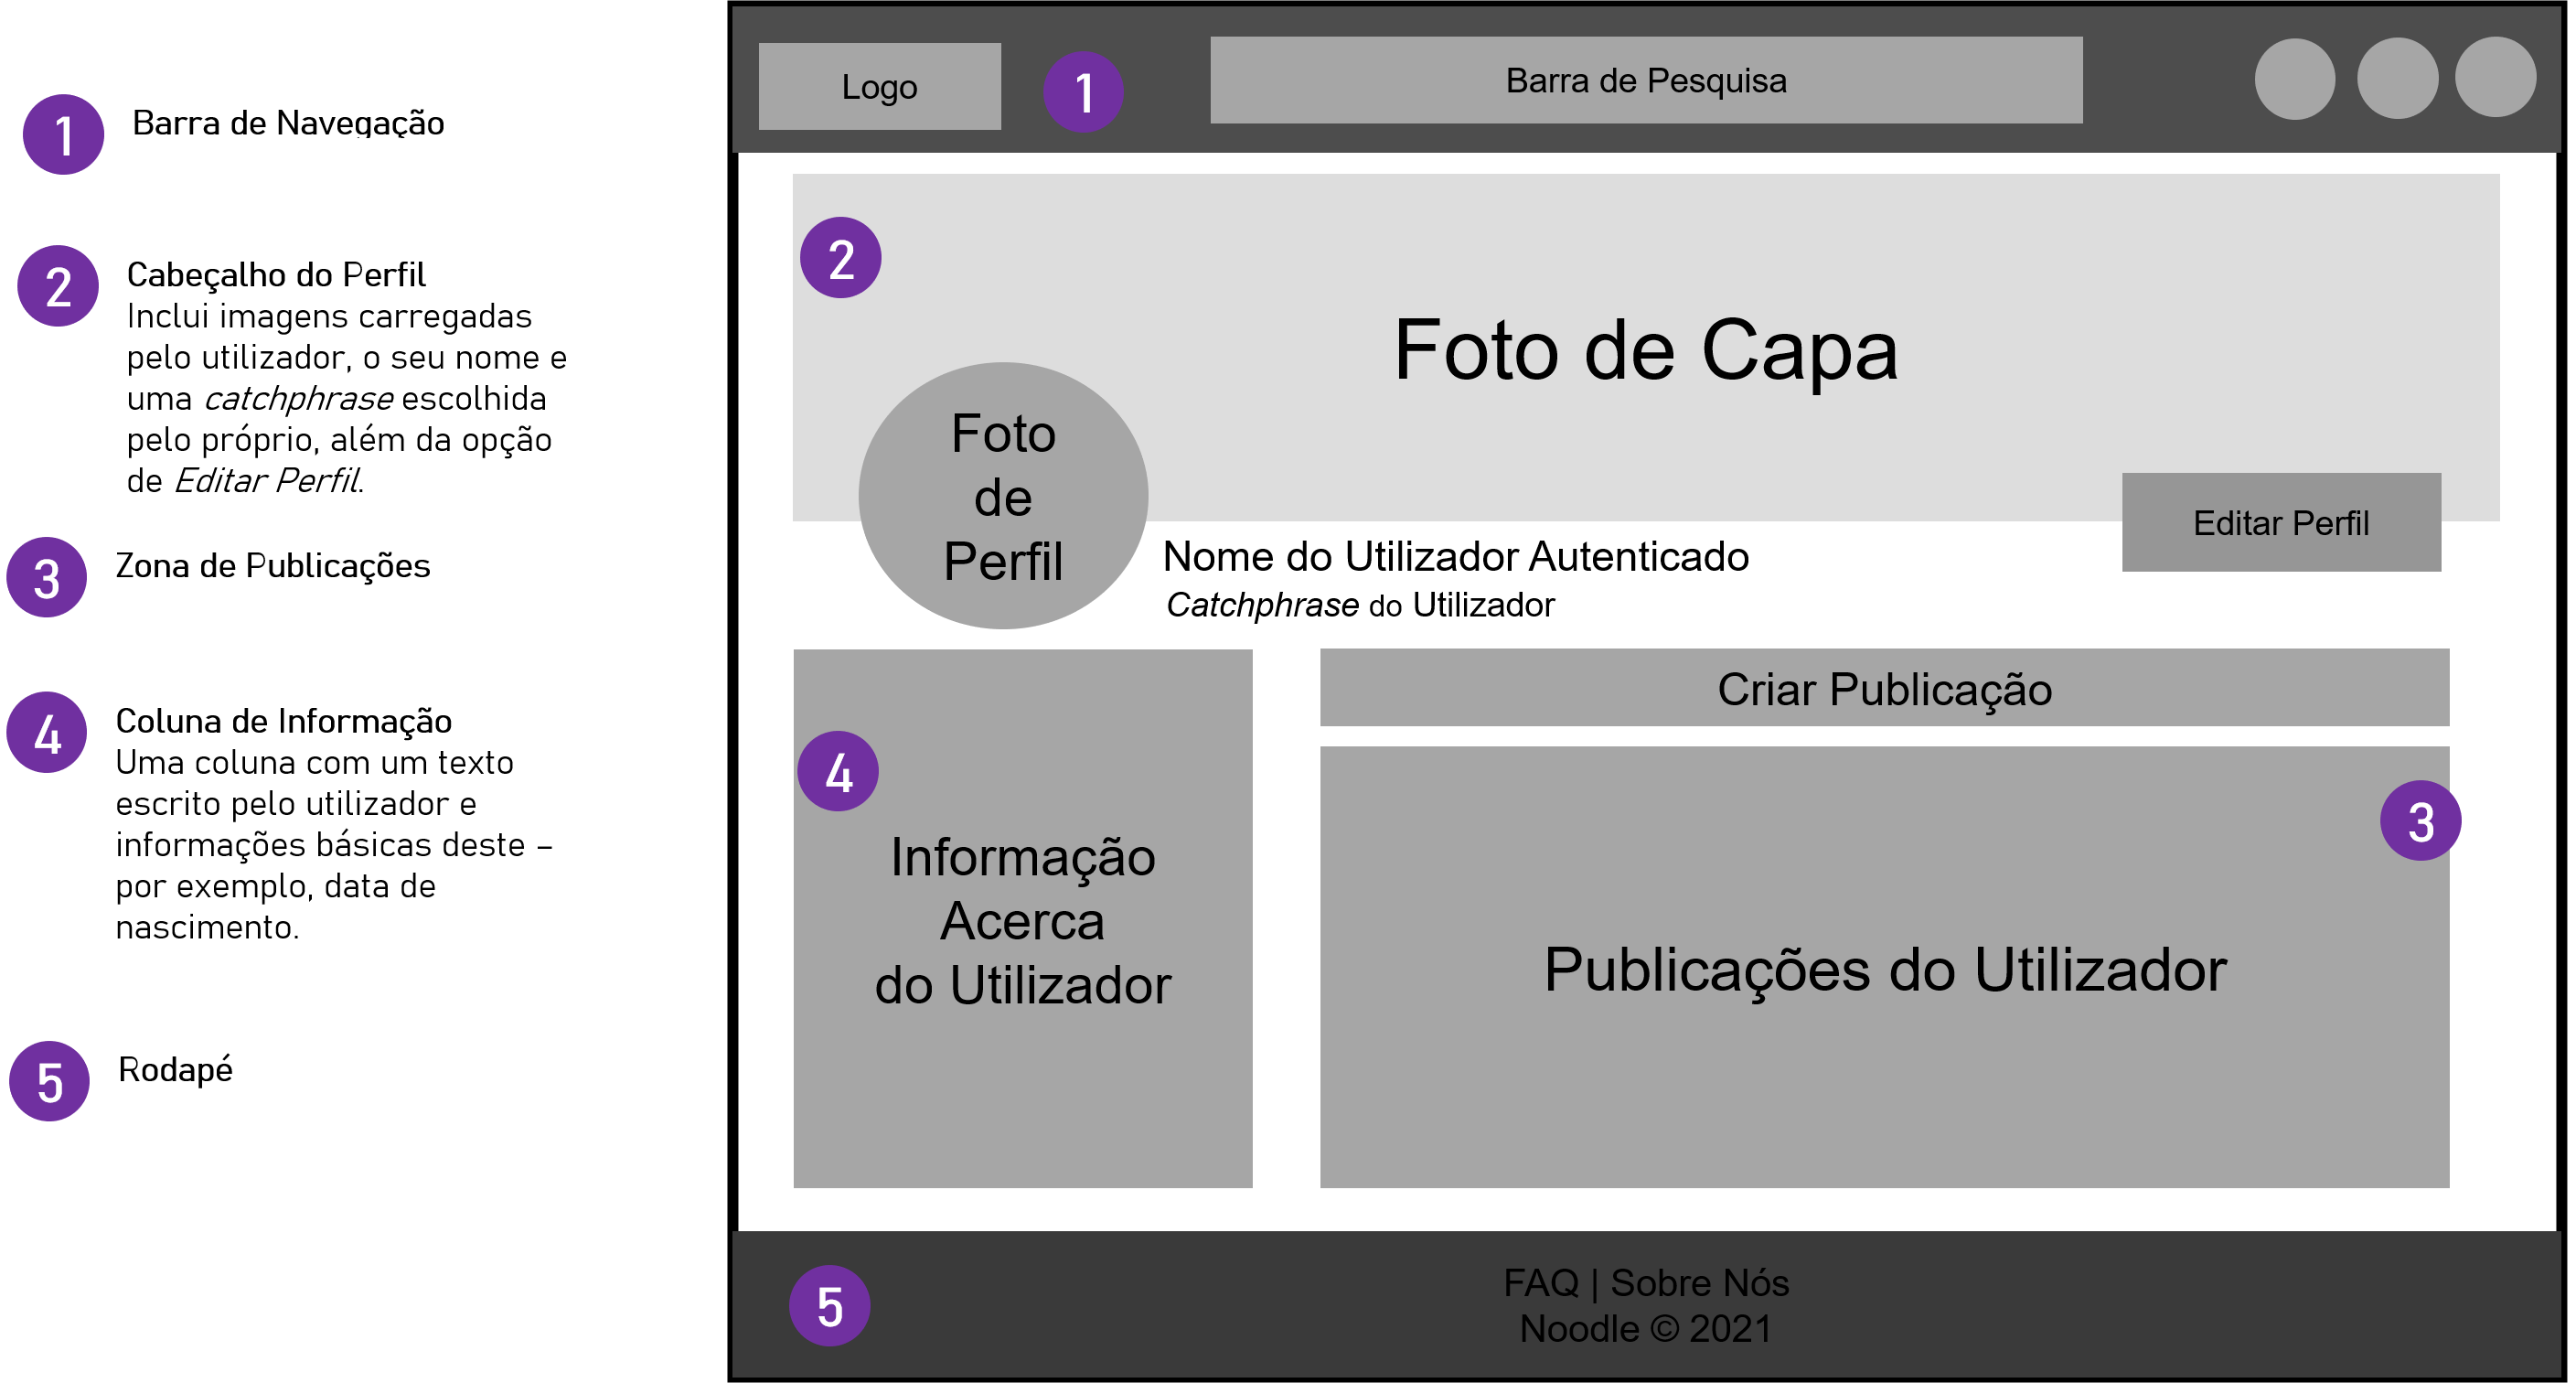 1
Barra de Navegação
2
Cabeçalho do Perfil
Inclui imagens carregadas
pelo utilizador, o seu nome e
uma catchphrase escolhida
pelo próprio, além da opção
de Editar Perfil.
3
Zona de Publicações
4
Coluna de Informação
Uma coluna com um texto
escrito pelo utilizador e
informações básicas deste –
por exemplo, data de
nascimento.
5
Rodapé
Logo
1
Barra de Pesquisa
2
Foto de Capa
Foto
de
Perfil
Editar Perfil
Nome do Utilizador Autenticado
Catchphrase do Utilizador
4
Informação
Acerca
do Utilizador
Criar Publicação
3
Publicações do Utilizador
5
FAQ | Sobre Nós
Noodle © 2021